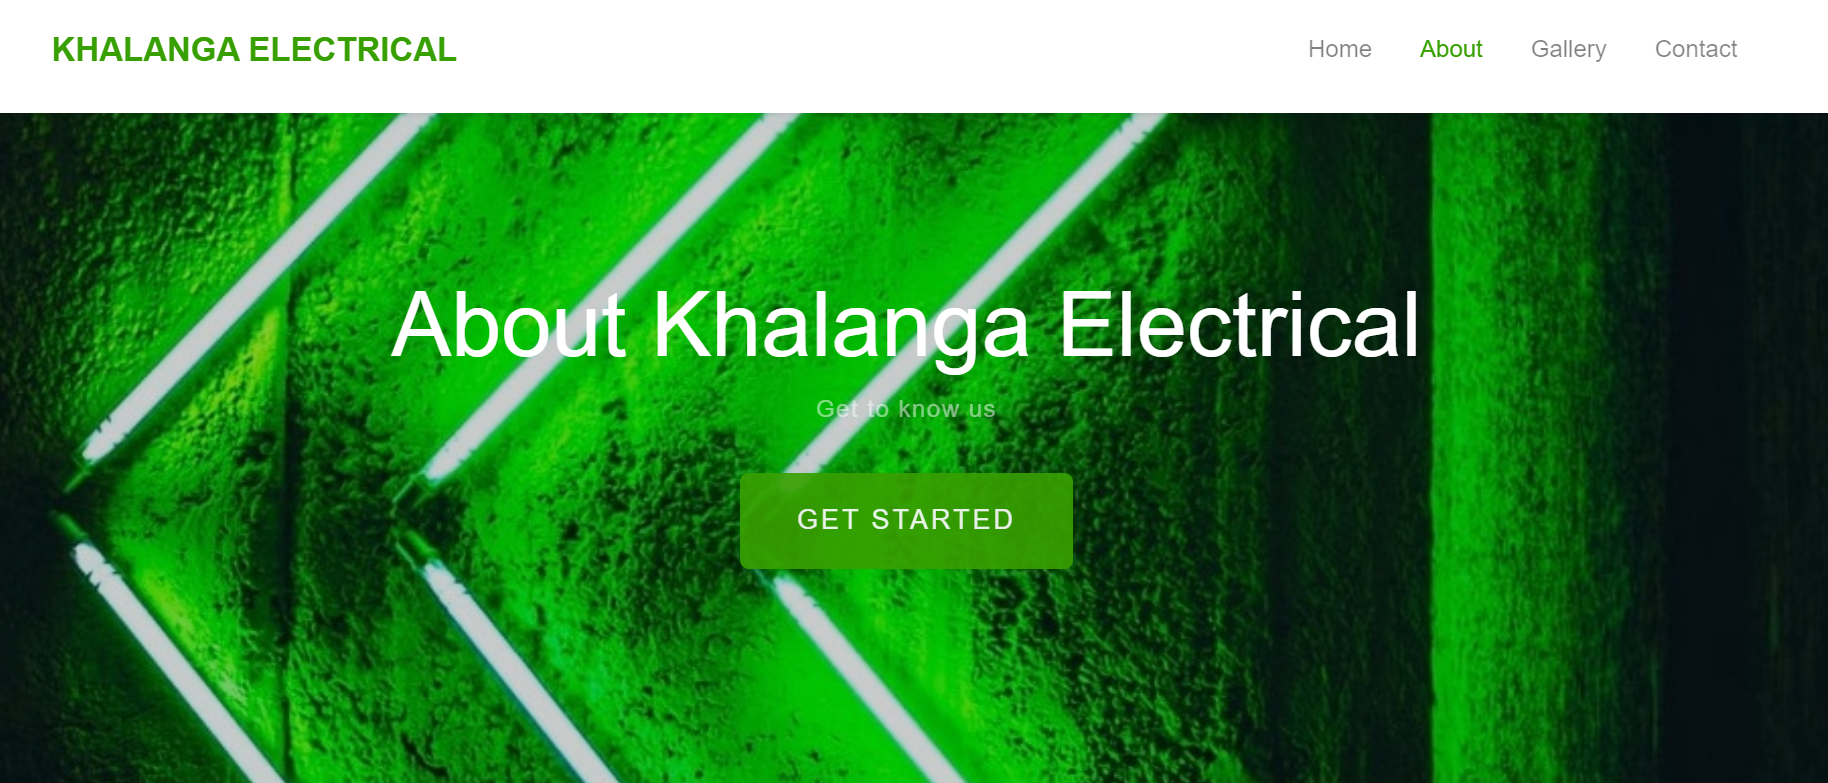 KHALANGA ELECTRICAL
Home About Gallery Contact
About Khalanga Electrical
Get to know us
GET STARTED